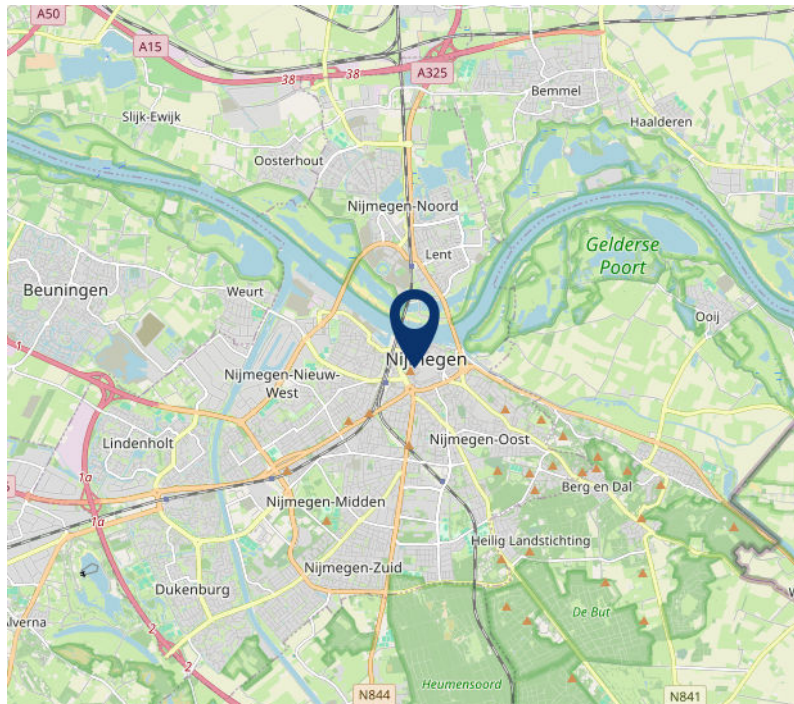 A50
A15
38
38
A325
Bemmel
Slijk-Ewijk
Haalderen
Oosterhout
Nijmegen-Noord
Gelderse
Poort
Lent
Beuningen
Weurt
Ooij
1
Nijmegen
Nijmegen-Nieuw-
West
Lindenholt
Nijmegen-Oost
1a
Berg en Dal
Nijmegen-Midden
1a
Heilig Landstichting
Nijmegen-Zuid
Dukenburg
De But
Alverna
2
2
Heumensoord
N844
N841